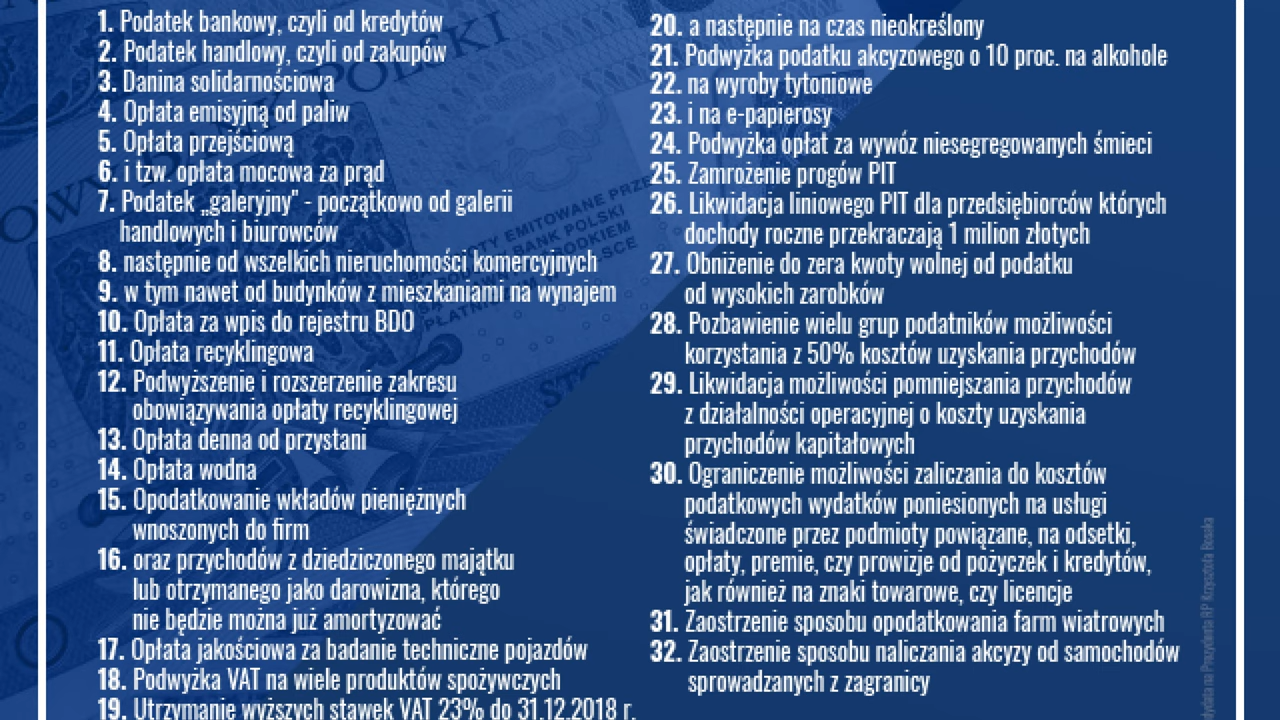 1. Podatek bankowy, czyli od kredytów
2. Podatek handlowy, czyli od zakupów
3. Danina solidarnościowa
4. Opłata emisyjną od paliw
5. Opłata przejściową
6. i tzw. opłata mocowa za prąd
7. Podatek „galeryjny" - początkowo od galerii
handlowych i biurowców
8. następnie od wszelkich nieruchomości komercyjnych
9. w tym nawet od budynków z mieszkaniami na wynajem
10. Opłata za wpis do rejestru BDO
11. Opłata recyklingowa
12. Podwyższenie i rozszerzenie zakresu
obowiązywania opłaty recyklingowej
13. Opłata denna od przystani
14. Opłata wodna
15. Opodatkowanie wkładów pieniężnych
wnoszonych do firm
16. oraz przychodów z dziedziczonego majątku
lub otrzymanego jako darowizna, którego
nie będzie można już amortyzować
17. Opłata jakościowa za badanie techniczne pojazdów
18. Podwyżka VAT na wiele produktów spożywczych
19. Utrzymanie wyższych stawek VAT 23% do 31.12.2018 r.
20. a następnie na czas nieokreślony
21. Podwyżka podatku akcyzowego o 10 proc. na alkohole
22. na wyroby tytoniowe
23. i na e-papierosy
24. Podwyżka opłat za wywóz niesegregowanych śmieci
25. Zamrożenie progów PIT
26. Likwidacja liniowego PIT dla przedsiębiorców których
dochody roczne przekraczają 1 milion złotych
27. Obniżenie do zera kwoty wolnej od podatku
od wysokich zarobków
28. Pozbawienie wielu grup podatników możliwości
korzystania z 50% kosztów uzyskania przychodów
29. Likwidacja możliwości pomniejszania przychodów
z działalności operacyjnej o koszty uzyskania
przychodów kapitałowych
30. Ograniczenie możliwości zaliczania do kosztów
podatkowych wydatków poniesionych na usługi
świadczone przez podmioty powiązane, na odsetki,
opłaty, premie, czy prowizje od pożyczek i kredytów,
jak również na znaki towarowe, czy licencje
31. Zaostrzenie sposobu opodatkowania farm wiatrowych
32. Zaostrzenie sposobu naliczania akcyzy od samochodów
sprowadzanych z zagranicy
na Prezydenta RP Krzysztofa Bosaka